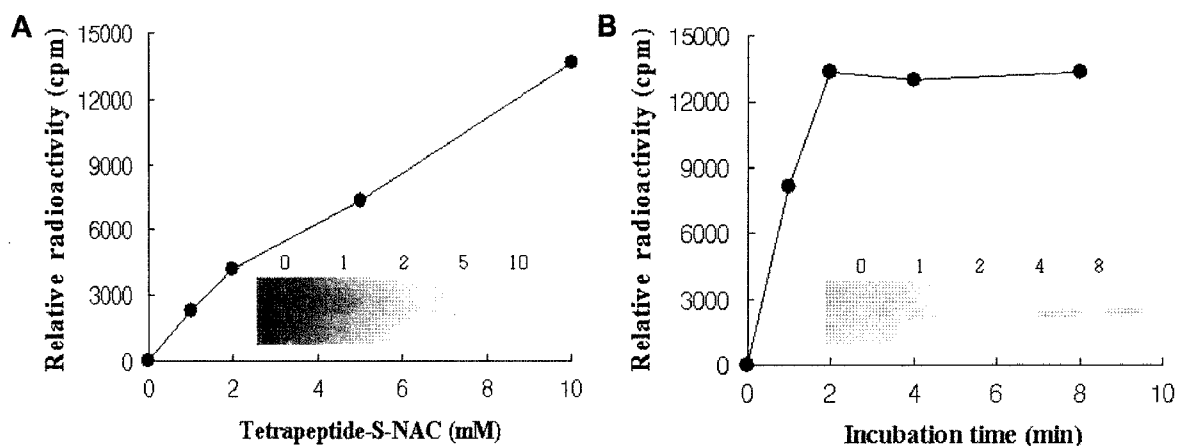 A
Relative radioactivity (cpm)
15000
12000
9000
6000
3000
0
0 1 2 5 10
0 2 4 6 8 10
Tetrapeptide-S-NAC (mM)
B
Relative radioactivity (cpm)
15000
12000
9000
6000
3000
0
0 1 2 4 8
0 2 4 6 8 10
Incubation time (min)